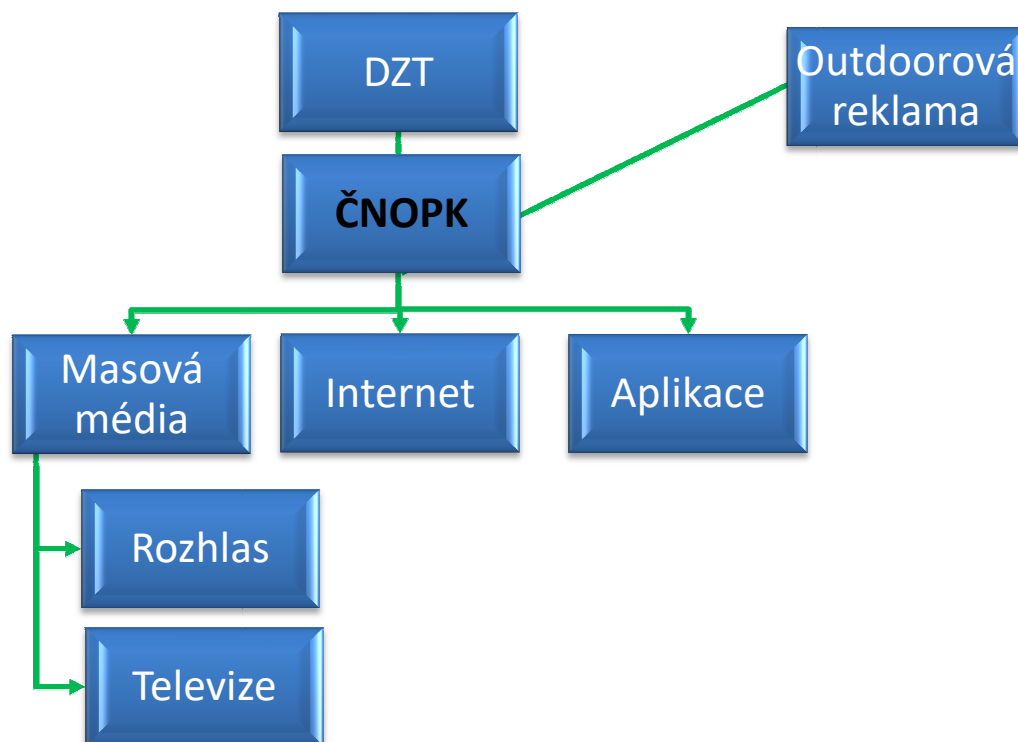 DZT
Outdoorová
reklama
ČNOPK
Masová
média
Internet
Aplikace
Rozhlas
Televize